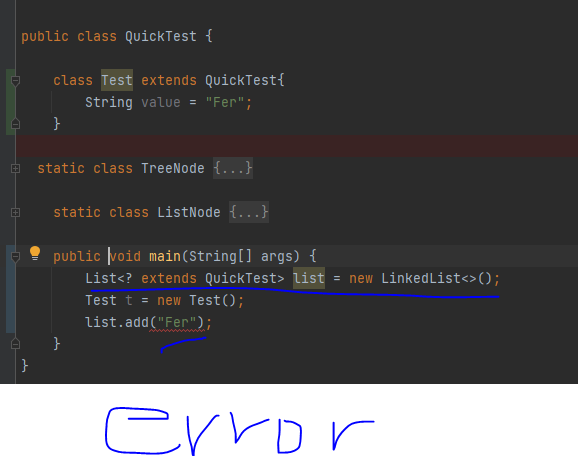 public class QuickTest {
class Test extends QuickTest{
String value = "Fer";
}
static class TreeNode {...}
static class ListNode {...}
public void main(String[] args) {
List<? extends QuickTest> list = new LinkedList<>();
Test t = new Test();
list.add("Fer");
}
}
Error